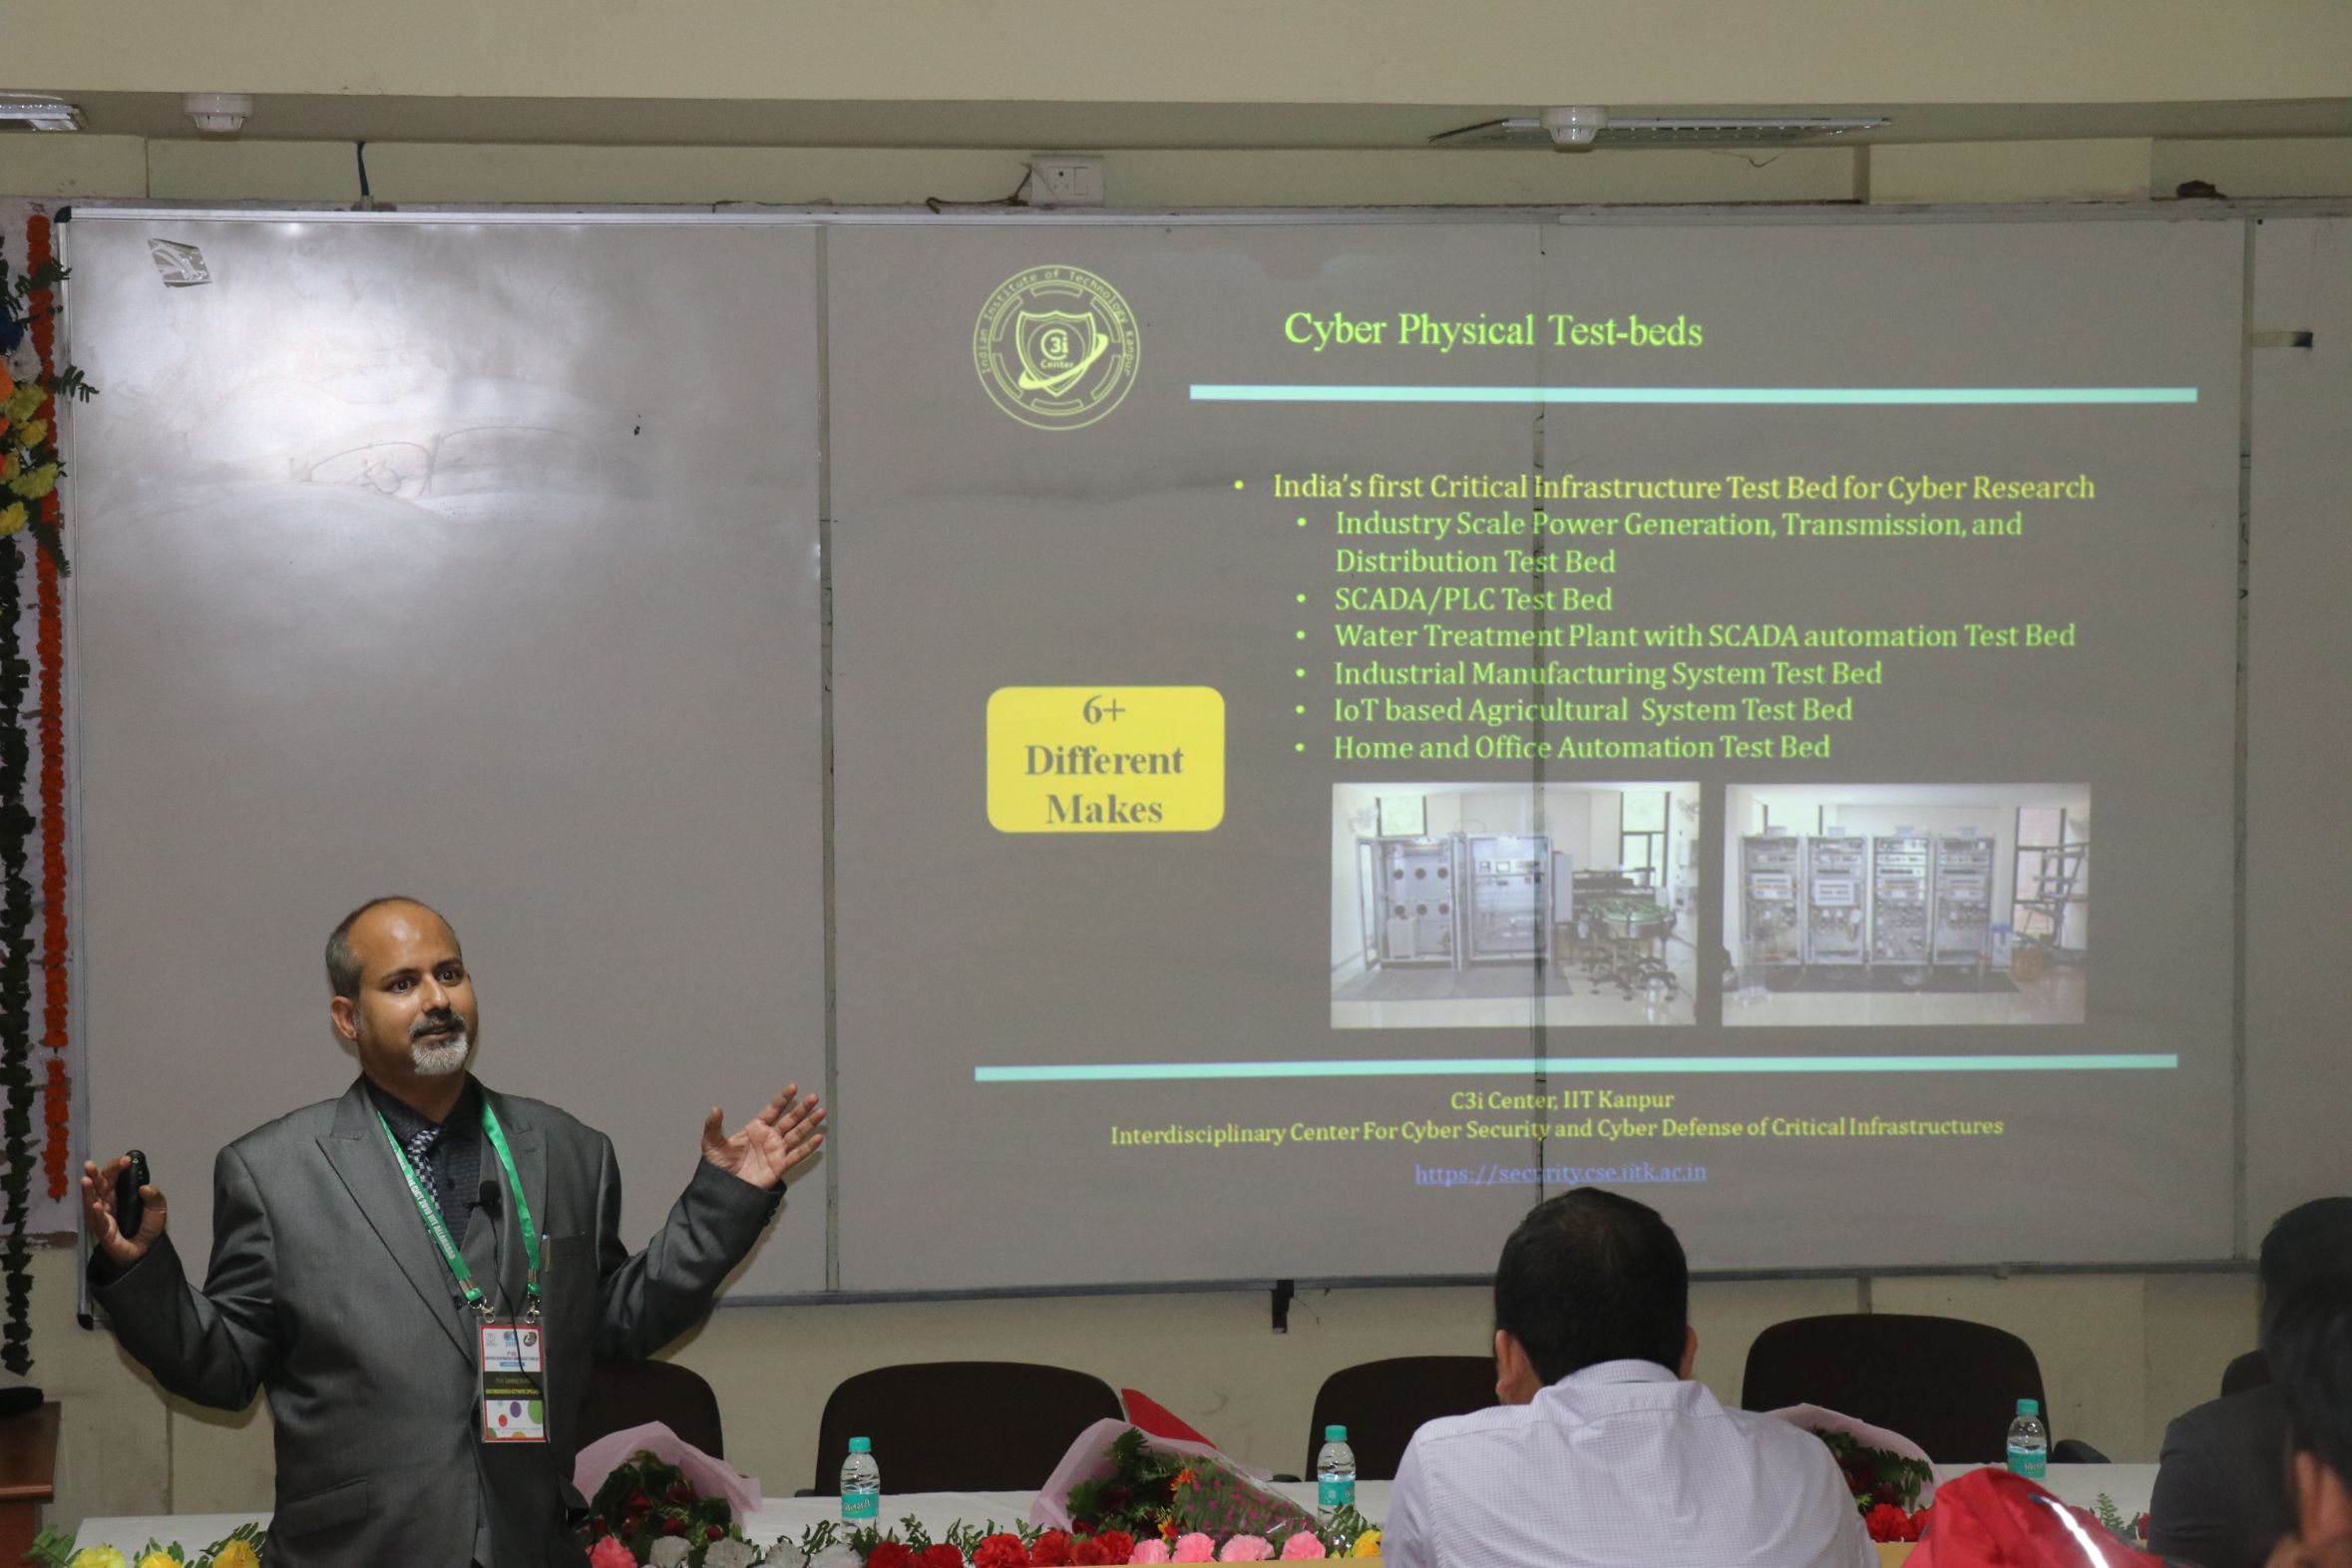 Indian Institute of Technology Kanpur
C3i
Center
Cyber Physical Test-beds
• India's first Critical Infrastructure Test Bed for Cyber Research
• Industry Scale Power Generation, Transmission, and
Distribution Test Bed
• SCADA/PLC Test Bed
• Water Treatment Plant with SCADA automation Test Bed
• Industrial Manufacturing System Test Bed
• IoT based Agricultural System Test Bed
• Home and Office Automation Test Bed
6+
Different
Makes
C3i Center, IIT Kanpur
Interdisciplinary Center For Cyber Security and Cyber Defense of Critical Infrastructures
https://security.cse.iitk.ac.in
2019 IIIT ALLAHABAD